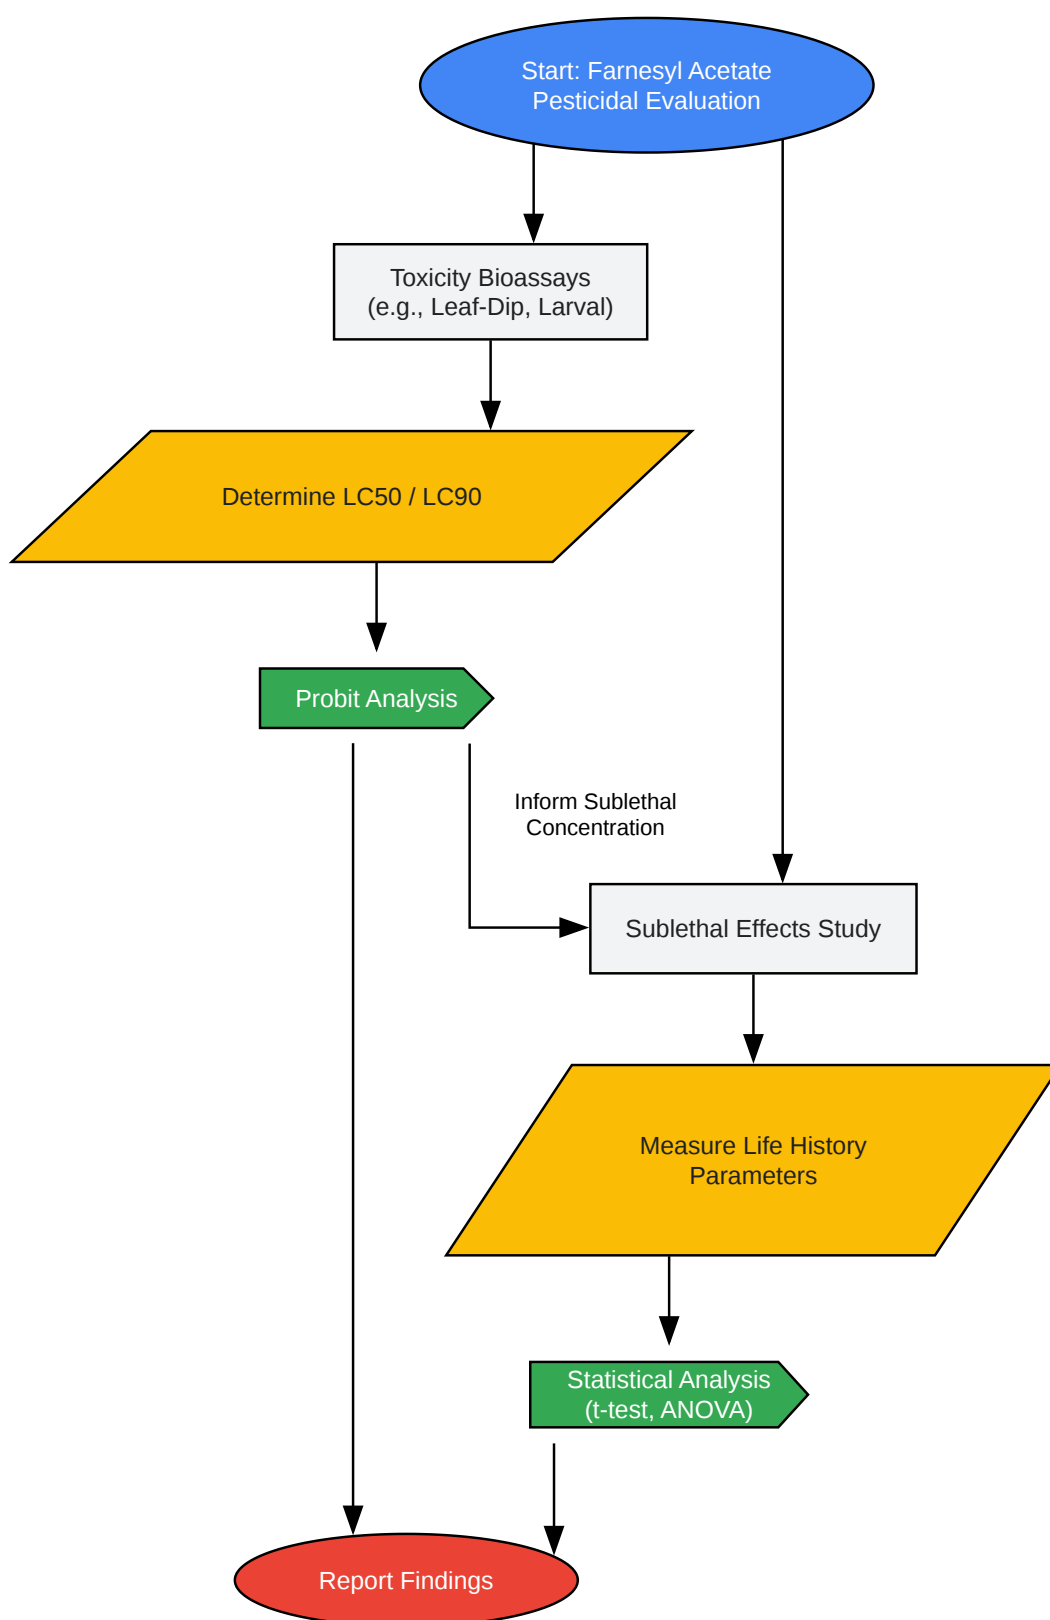 Start: Farnesyl Acetate
Pesticidal Evaluation
Toxicity Bioassays
(e.g., Leaf-Dip, Larval)
Determine LC50 / LC90
Probit Analysis
Inform Sublethal
Concentration
Sublethal Effects Study
Measure Life History
Parameters
Statistical Analysis
(t-test, ANOVA)
Report Findings